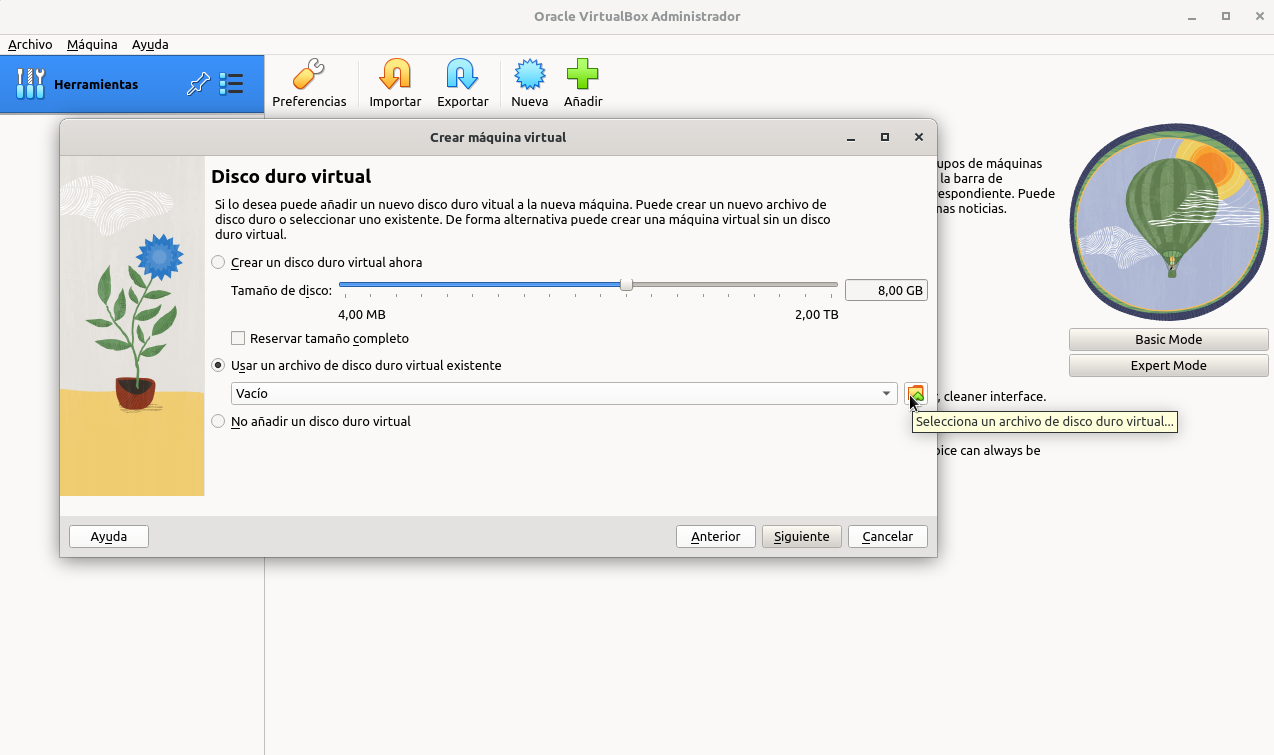 Oracle VirtualBox Administrador
Archivo Máquina Ayuda
Herramientas
Preferencias Importar Exportar Nueva Añadir
Crear máquina virtual
Disco duro virtual
Si lo desea puede añadir un nuevo disco duro vitual a la nueva máquina. Puede crear un nuevo archivo de
disco duro o seleccionar uno existente. De forma alternativa puede crear una máquina virtual sin un disco
duro virtual.
Crear un disco duro virtual ahora
Tamaño de disco: 8,00 GB
4,00 MB 2,00 TB
Reservar tamaño completo
Usar un archivo de disco duro virtual existente
Vacío
Selecciona un archivo de disco duro virtual...
No añadir un disco duro virtual
Ayuda Anterior Siguiente Cancelar
upos de máquinas
la barra de
espondiente. Puede
nas noticias.
Basic Mode
Expert Mode
, cleaner interface.
oice can always be